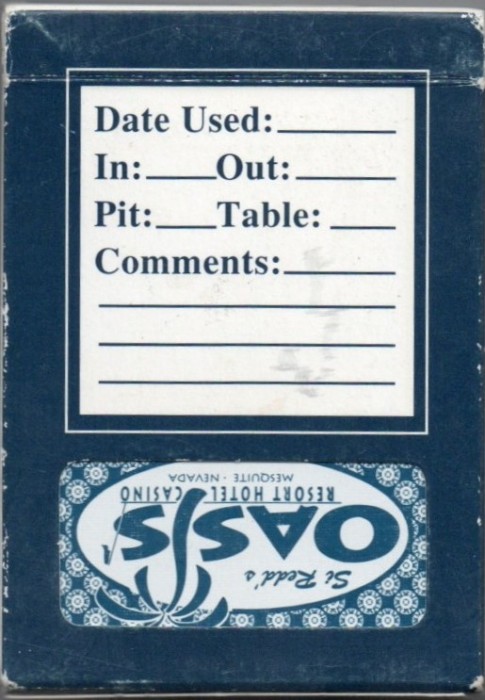 Date Used:
In: Out:
Pit: Table:
Comments:
Si Redd's
OASIS
RESORT HOTEL CASINO
MESQUITE • NEVADA